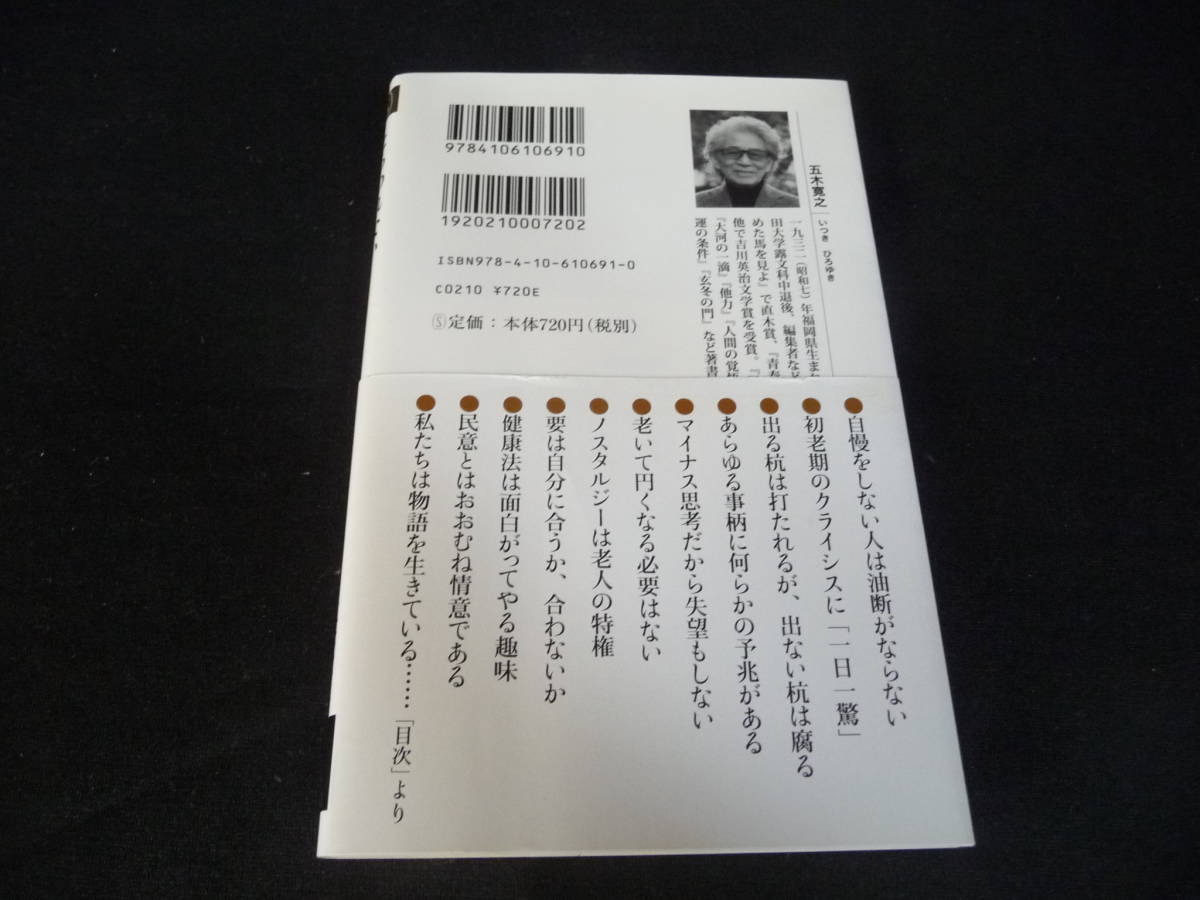 9784106106910
1920210007202
ISBN978-4-10-610691-0
C0210 ¥720E
Ⓢ定価：本体720円（税別）
五木寛之
いつき ひろゆき
一九三二（昭和七）年福岡県生まれ
田大学露文科中退後、編集者など
めた馬を見よ』で直木賞、『青春
他で吉川英治文学賞を受賞。『
『大河の一滴』『他力』『人間の覚悟
運の条件』『玄冬の門』など著書
●自慢をしない人は油断がならない
●初老期のクライシスに「一日一驚」
●出る杭は打たれるが、出ない杭は腐る
●あらゆる事柄に何らかの予兆がある
●マイナス思考だから失望もしない
●老いて円くなる必要はない
●ノスタルジーは老人の特権
●要は自分に合うか、合わないか
●健康法は面白がってやる趣味
●民意とはおおむね情意である
●私たちは物語を生きている……「目次」より